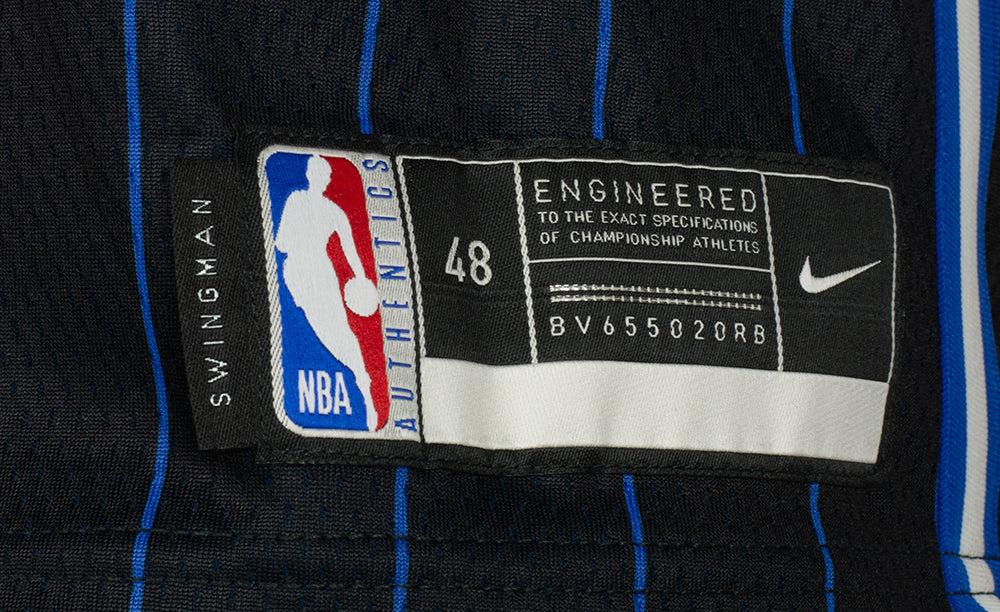 SWINGMAN
NBA
AUTHENTICS
48
ENGINEERED
TO THE EXACT SPECIFICATIONS
OF CHAMPIONSHIP ATHLETES
BV655020RB